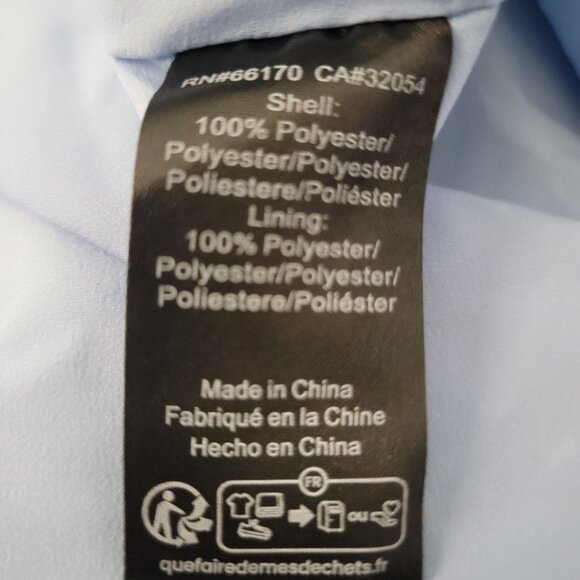 RN#66170 CA#32054
Shell:
100% Polyester/
Polyester/Polyester/
Poliestere/Poliéster
Lining:
100% Polyester/
Polyester/Polyester/
Poliestere/Poliéster
Made in China
Fabriqué en la Chine
Hecho en China
FR
ou
quefairedemesdechets.fr